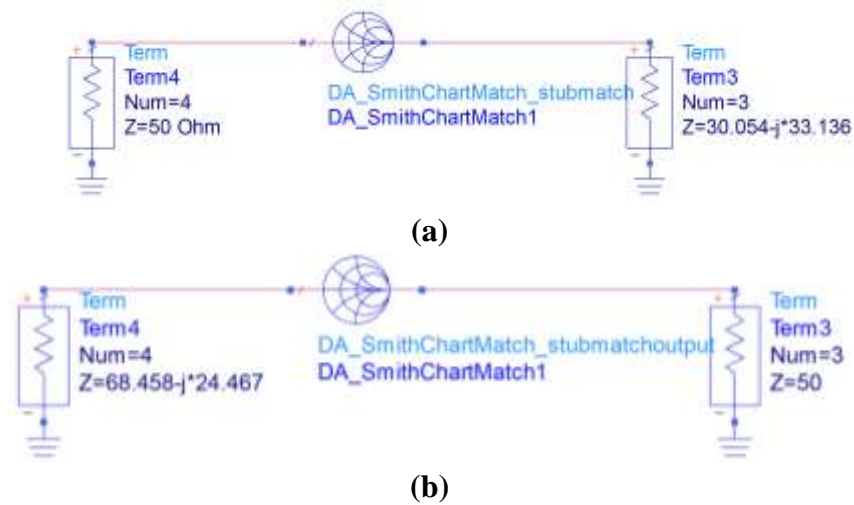 Term
Term4
Num=4
Z=50 Ohm
DA_SmithChartMatch_stubmatch
DA_SmithChartMatch1
Term
Term3
Num=3
Z=30.054-j*33.136
(a)
Term
Term4
Num=4
Z=68.458-j*24.467
DA_SmithChartMatch_stubmatchoutput
DA_SmithChartMatch1
Term
Term3
Num=3
Z=50
(b)